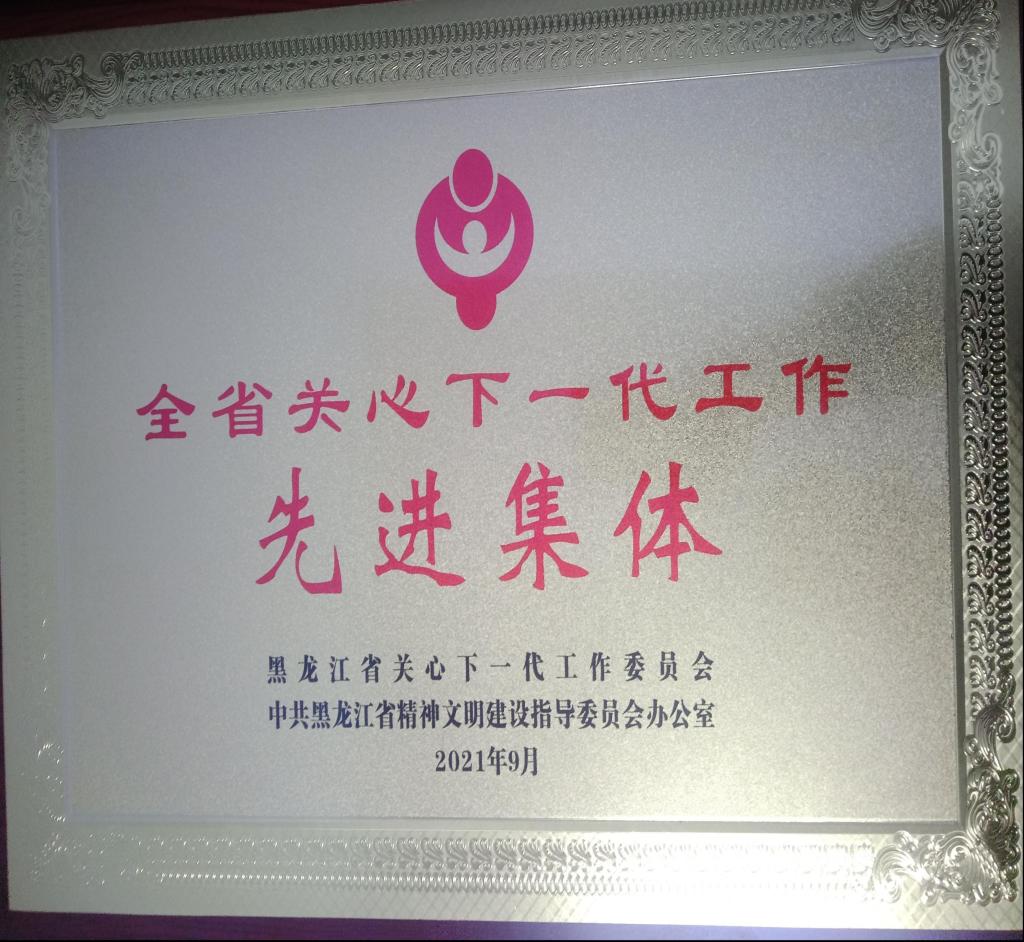 全省关心下一代工作
先进集体
黑龙江省关心下一代工作委员会
中共黑龙江省精神文明建设指导委员会办公室
2021年9月